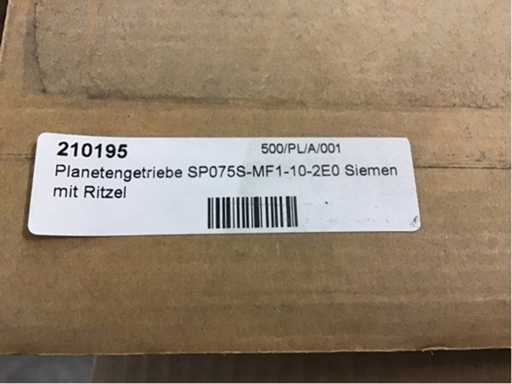 210195 500/PL/A/001
Planetengetriebe SP075S-MF1-10-2E0 Siemen
mit Ritzel